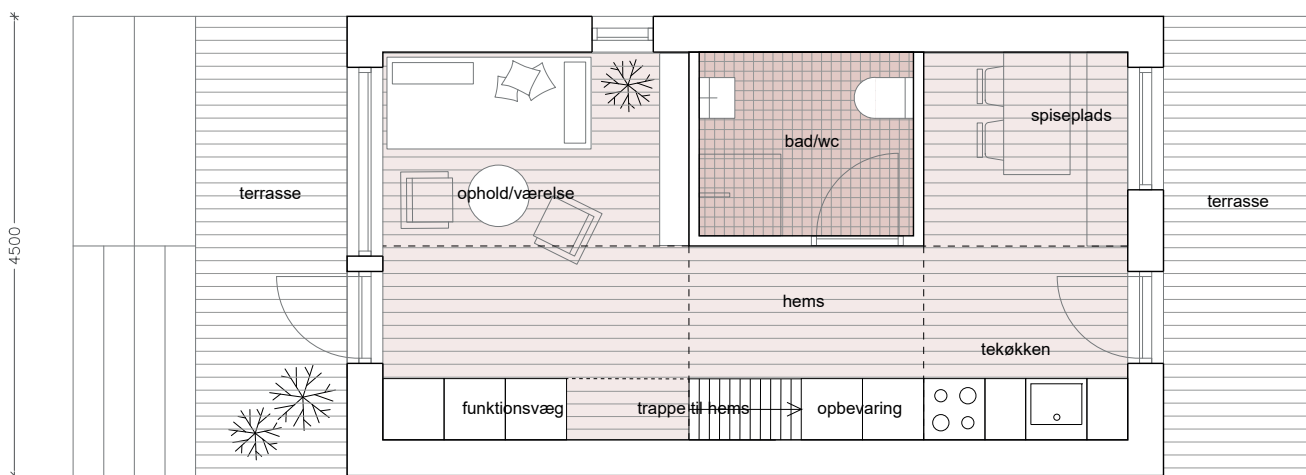 4500
terrasse
ophold/værelse
bad/wc
spiseplads
terrasse
hems
tekøkken
funktionsvæg
trappe til hems
opbevaring